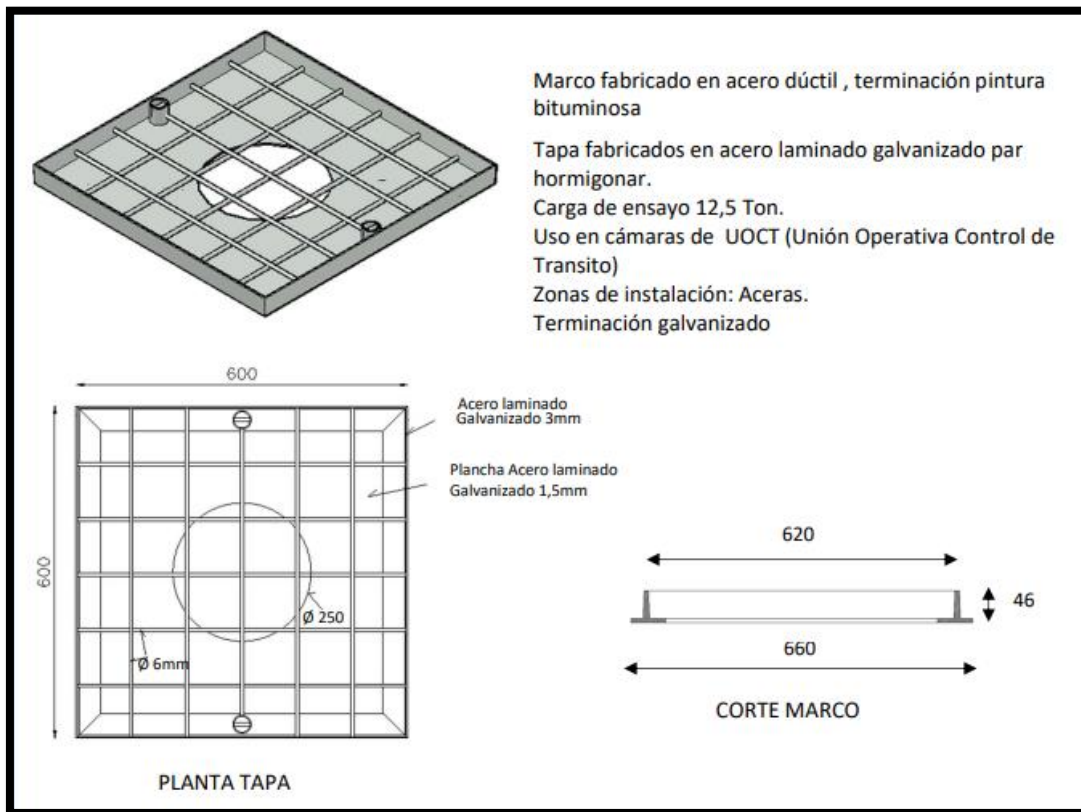 Marco fabricado en acero dúctil , terminación pintura
bituminosa
Tapa fabricados en acero laminado galvanizado par
hormigonar.
Carga de ensayo 12,5 Ton.
Uso en cámaras de UOCT (Unión Operativa Control de
Transito)
Zonas de instalación: Aceras.
Terminación galvanizado
600
Acero laminado
Galvanizado 3mm
Plancha Acero laminado
Galvanizado 1,5mm
600
Ø 250
Ø 6mm
PLANTA TAPA
620
46
660
CORTE MARCO